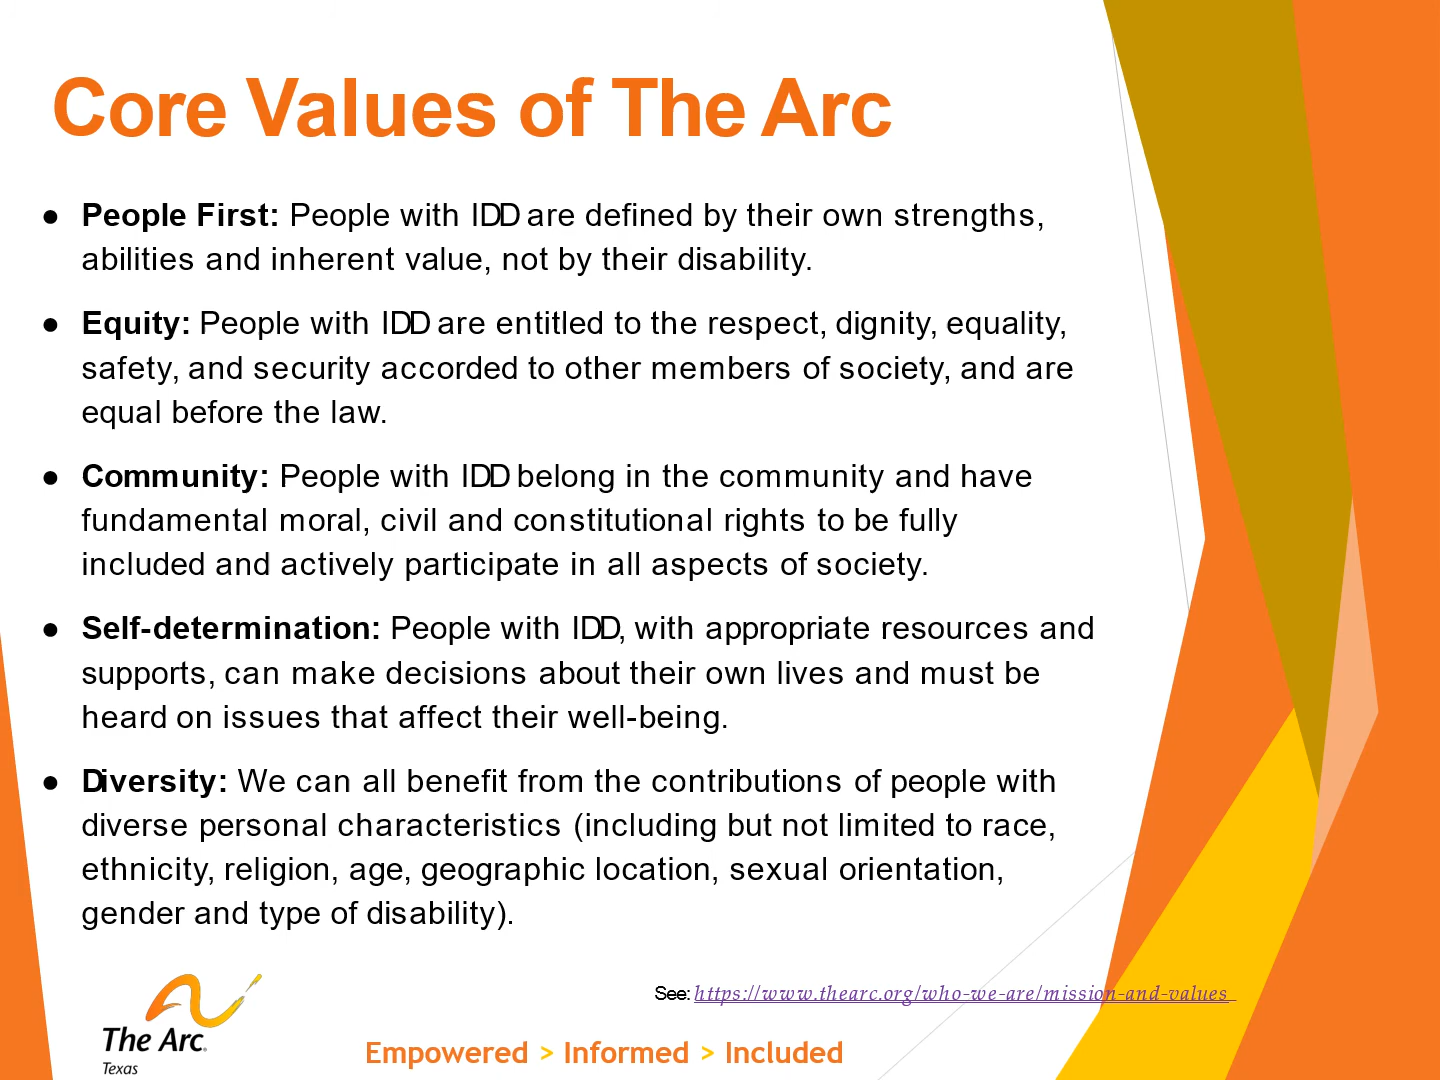 Core Values of The Arc
● People First: People with IDD are defined by their own strengths,
abilities and inherent value, not by their disability.
● Equity: People with IDD are entitled to the respect, dignity, equality,
safety, and security accorded to other members of society, and are
equal before the law.
● Community: People with IDD belong in the community and have
fundamental moral, civil and constitutional rights to be fully
included and actively participate in all aspects of society.
● Self-determination: People with IDD, with appropriate resources and
supports, can make decisions about their own lives and must be
heard on issues that affect their well-being.
● Diversity: We can all benefit from the contributions of people with
diverse personal characteristics (including but not limited to race,
ethnicity, religion, age, geographic location, sexual orientation,
gender and type of disability).
See: https://www.thearc.org/who-we-are/mission-and-values
The Arc.
Texas
Empowered > Informed > Included